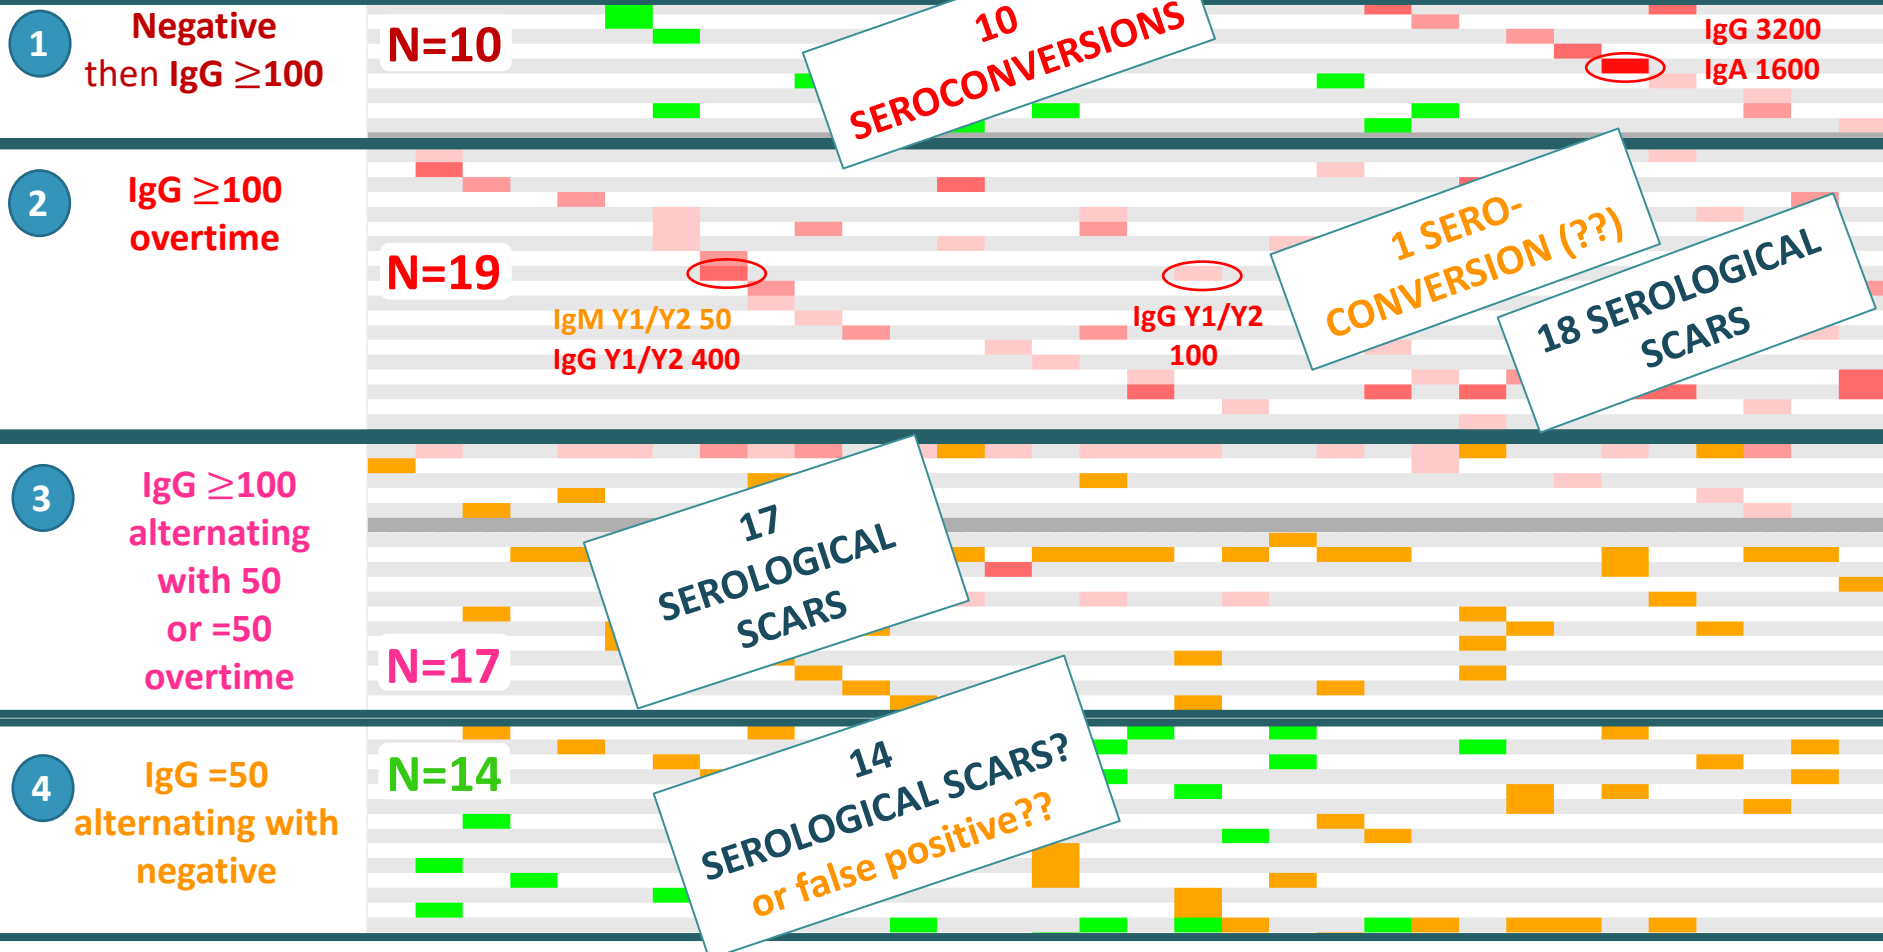 1
Negative
then IgG ≥100
N=10
10
SEROCONVERSIONS
IgG 3200
IgA 1600
2
IgG ≥100
overtime
N=19
IgM Y1/Y2 50
IgG Y1/Y2 400
IgG Y1/Y2
100
1 SERO-
CONVERSION (??)
18 SEROLOGICAL
SCARS
3
IgG ≥100
alternating
with 50
or =50
overtime
N=17
17
SEROLOGICAL
SCARS
4
IgG =50
alternating with
negative
N=14
14
SEROLOGICAL SCARS?
or false positive??